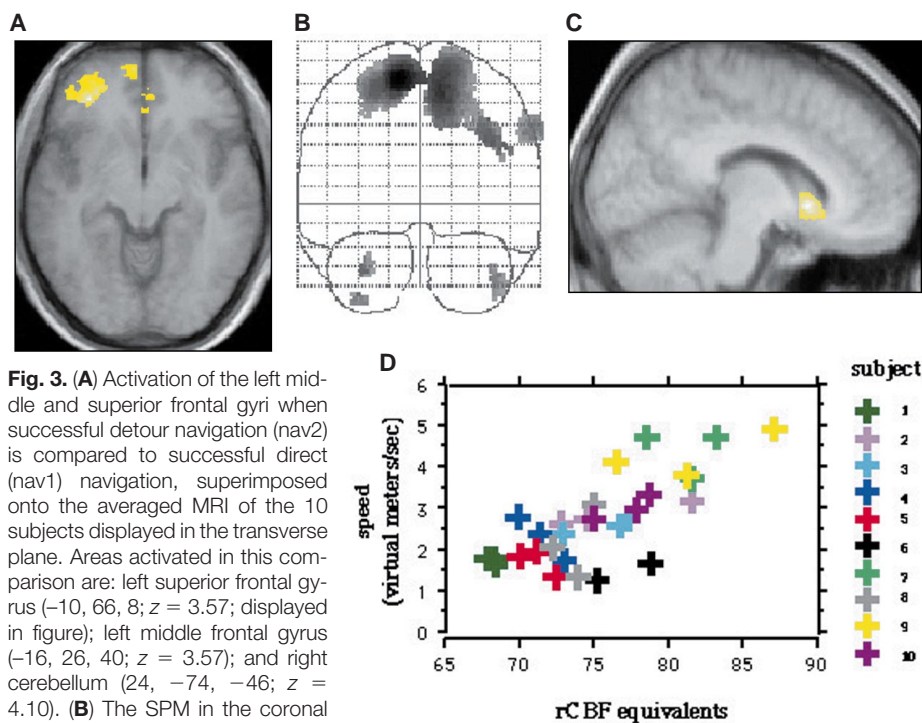 A
B
C
Fig. 3. (A) Activation of the left mid-
dle and superior frontal gyri when
successful detour navigation (nav2)
is compared to successful direct
(nav1) navigation, superimposed
onto the averaged MRI of the 10
subjects displayed in the transverse
plane. Areas activated in this com-
parison are: left superior frontal gy-
rus (–10, 66, 8; z = 3.57; displayed
in figure); left middle frontal gyrus
(–16, 26, 40; z = 3.57); and right
cerebellum (24, −74, −46; z =
4.10). (B) The SPM in the coronal
D
6
5
4
3
2
1
0
speed
(virtual meters/sec)
65 70 75 80 85 90
rCBF equivalents
subject
1
2
3
4
5
6
7
8
9
10